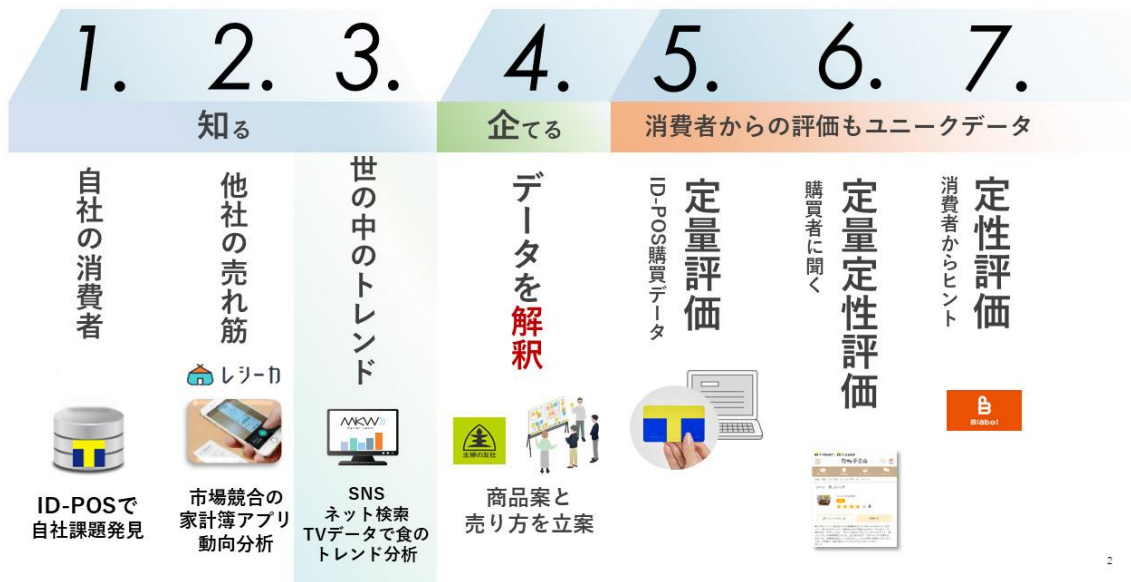 1.
2.
3.
4.
5.
6.
7.
知る
企てる
消費者からの評価もユニークデータ
自社の消費者
ID-POSで
自社課題発見
他社の売れ筋
レシーカ
市場競合の
家計簿アプリ
動向分析
世の中のトレンド
MKW
SNS
ネット検索
TVデータで食の
トレンド分析
データを解釈
主婦の友社
商品案と
売り方を立案
定量評価
ID-POS購買データ
定量定性評価
購買者に聞く
定性評価
消費者からヒント
Blabo!
2